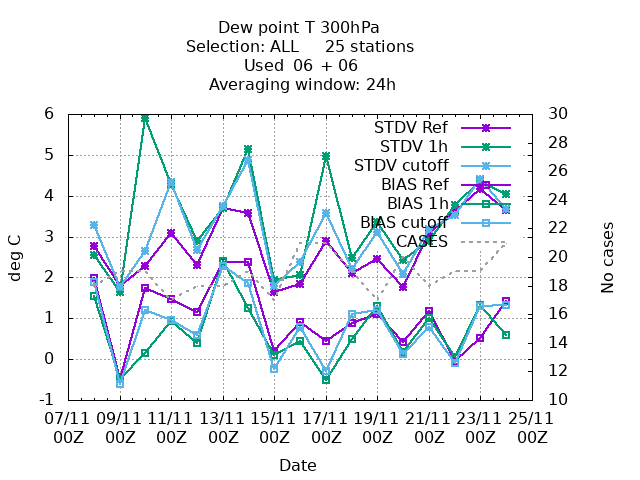 Dew point T 300hPa
Selection: ALL 25 stations
Used 06 + 06
Averaging window: 24h
6 5 4 3 2 1 0 -1
deg C
30 28 26 24 22 20 18 16 14 12 10
No cases
STDV Ref
STDV 1h
STDV cutoff
BIAS Ref
BIAS 1h
BIAS cutoff
CASES
07/11 09/11 11/11 13/11 15/11 17/11 19/11 21/11 23/11 25/11
00Z 00Z 00Z 00Z 00Z 00Z 00Z 00Z 00Z 00Z
Date